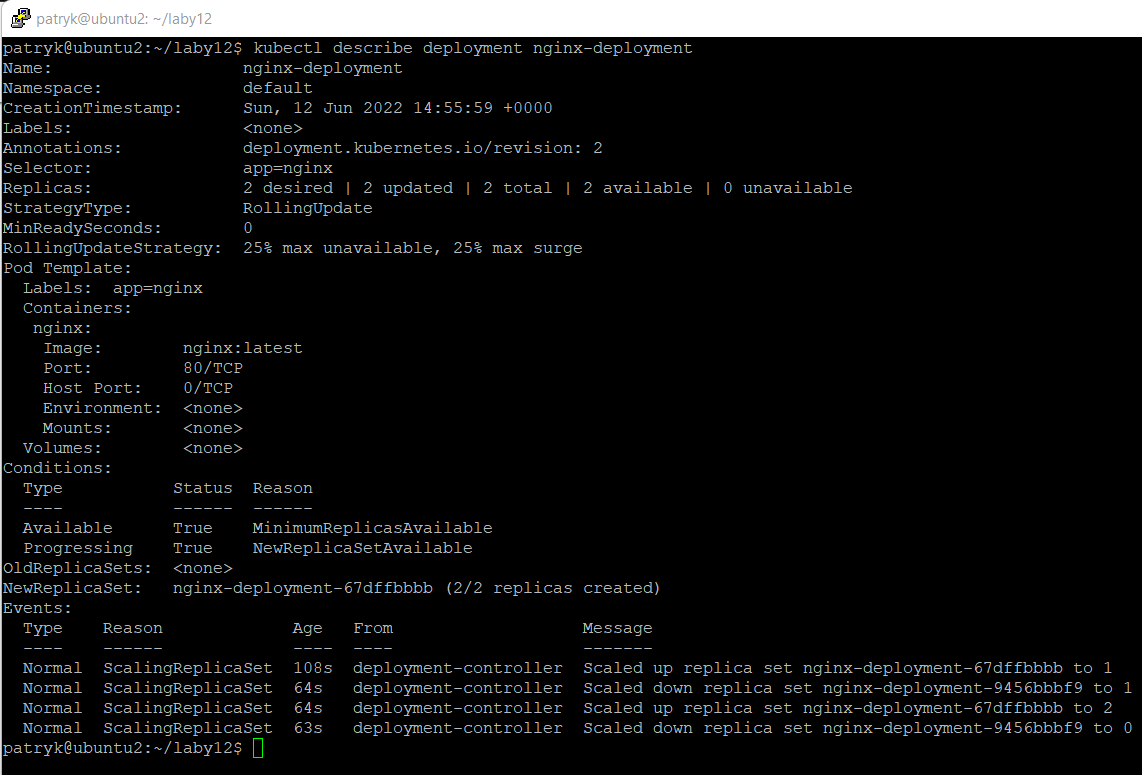 patryk@ubuntu2: ~/laby12
patryk@ubuntu2:~/laby12$ kubectl describe deployment nginx-deployment
Name:                   nginx-deployment
Namespace:              default
CreationTimestamp:      Sun, 12 Jun 2022 14:55:59 +0000
Labels:                 <none>
Annotations:            deployment.kubernetes.io/revision: 2
Selector:               app=nginx
Replicas:               2 desired | 2 updated | 2 total | 2 available | 0 unavailable
StrategyType:           RollingUpdate
MinReadySeconds:        0
RollingUpdateStrategy:  25% max unavailable, 25% max surge
Pod Template:
  Labels:  app=nginx
  Containers:
   nginx:
    Image:        nginx:latest
    Port:         80/TCP
    Host Port:    0/TCP
    Environment:  <none>
    Mounts:       <none>
  Volumes:        <none>
Conditions:
  Type           Status  Reason
  ----           ------  ------
  Available      True    MinimumReplicasAvailable
  Progressing    True    NewReplicaSetAvailable
OldReplicaSets:  <none>
NewReplicaSet:   nginx-deployment-67dffbbbb (2/2 replicas created)
Events:
  Type    Reason             Age   From                   Message
  ----    ------             ----  ----                   -------
  Normal  ScalingReplicaSet  108s  deployment-controller  Scaled up replica set nginx-deployment-67dffbbbb to 1
  Normal  ScalingReplicaSet  64s   deployment-controller  Scaled down replica set nginx-deployment-9456bbbf9 to 1
  Normal  ScalingReplicaSet  64s   deployment-controller  Scaled up replica set nginx-deployment-67dffbbbb to 2
  Normal  ScalingReplicaSet  63s   deployment-controller  Scaled down replica set nginx-deployment-9456bbbf9 to 0
patryk@ubuntu2:~/laby12$